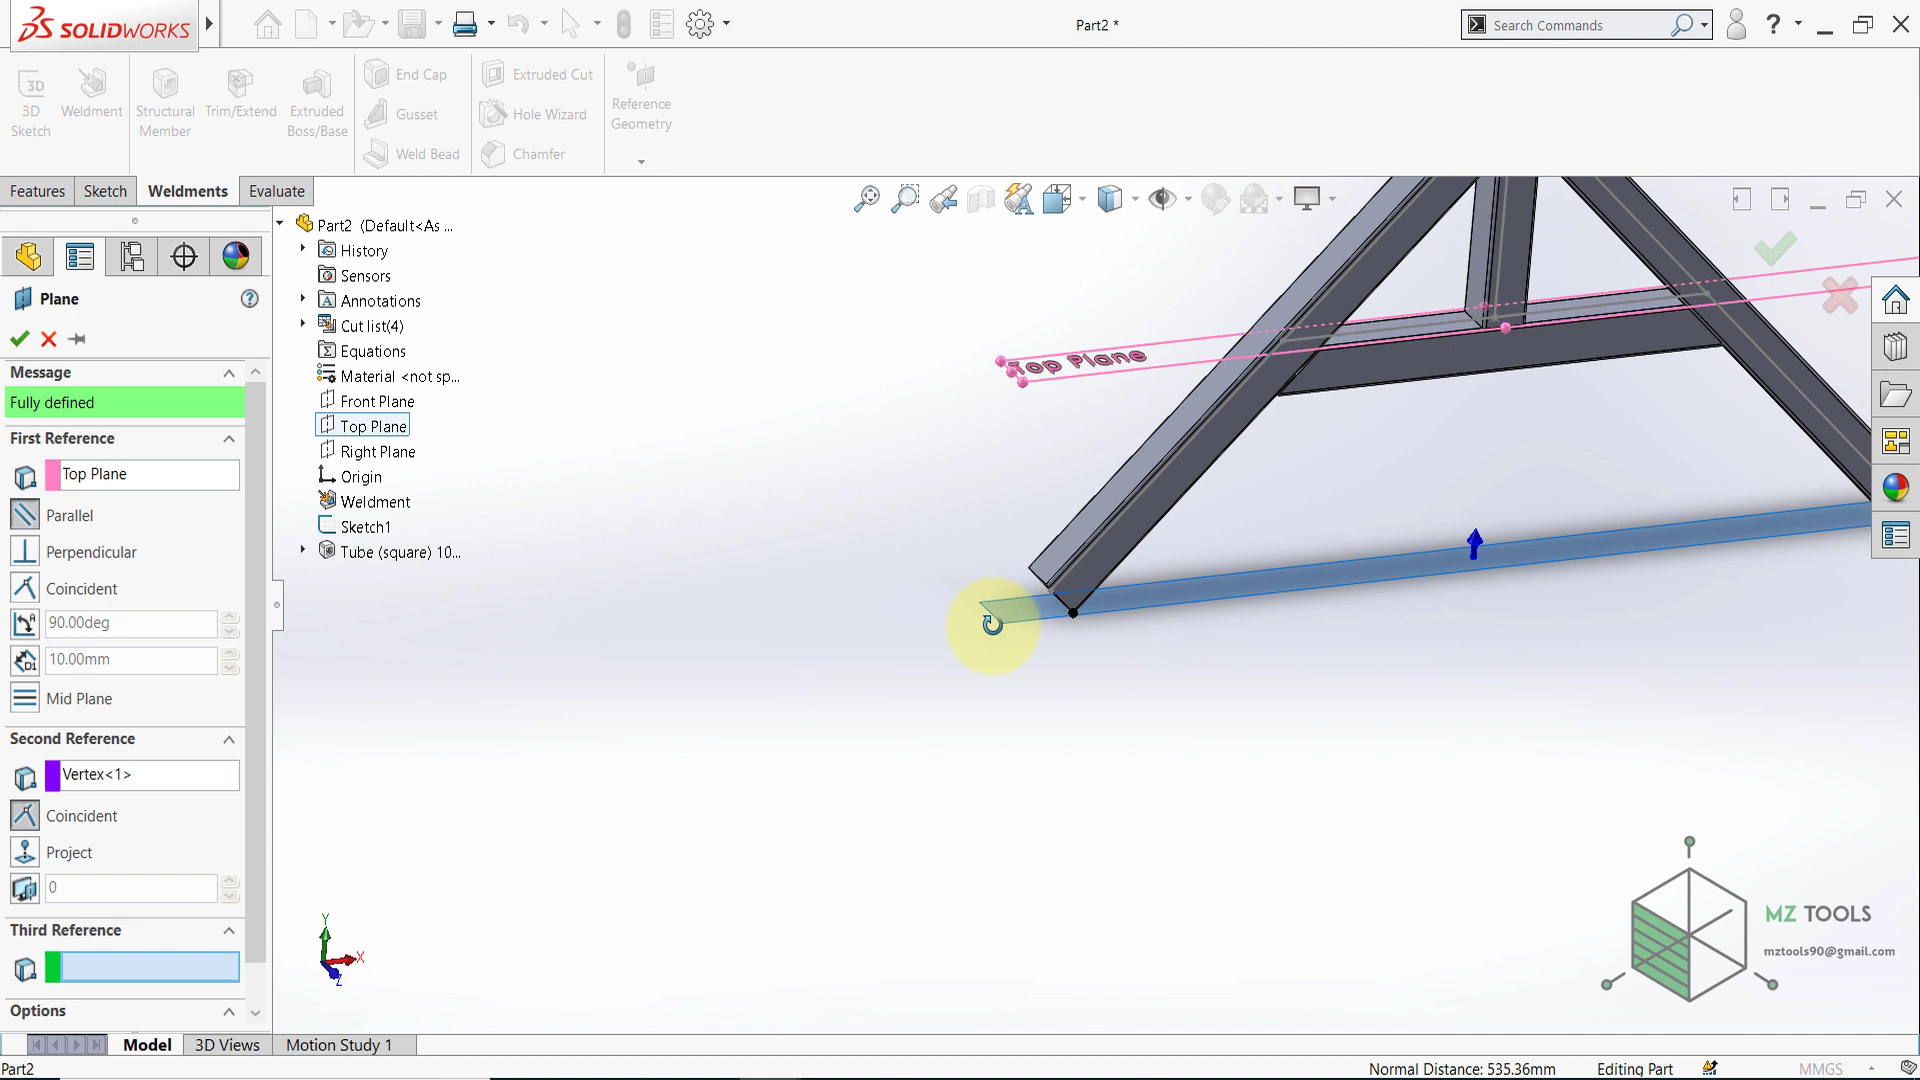 SOLIDWORKS
Part2 *
Search Commands
?
3D
Sketch
Weldment
Structural
Member
Trim/Extend
Extruded
Boss/Base
End Cap
Gusset
Weld Bead
Extruded Cut
Hole Wizard
Chamfer
Reference
Geometry
Features
Sketch
Weldments
Evaluate
Part2 (Default<As ...
History
Sensors
Annotations
Cut list(4)
Equations
Material <not sp...
Front Plane
Top Plane
Right Plane
Origin
Weldment
Sketch1
Tube (square) 10...
Plane
Message
Fully defined
First Reference
Top Plane
Parallel
Perpendicular
Coincident
90.00deg
10.00mm
Mid Plane
Second Reference
Vertex<1>
Coincident
Project
0
Third Reference
Options
Top Plane
Y
X
Z
MZ TOOLS
mztools90@gmail.com
Model
3D Views
Motion Study 1
Part2
Normal Distance: 535.36mm
Editing Part
MMGS